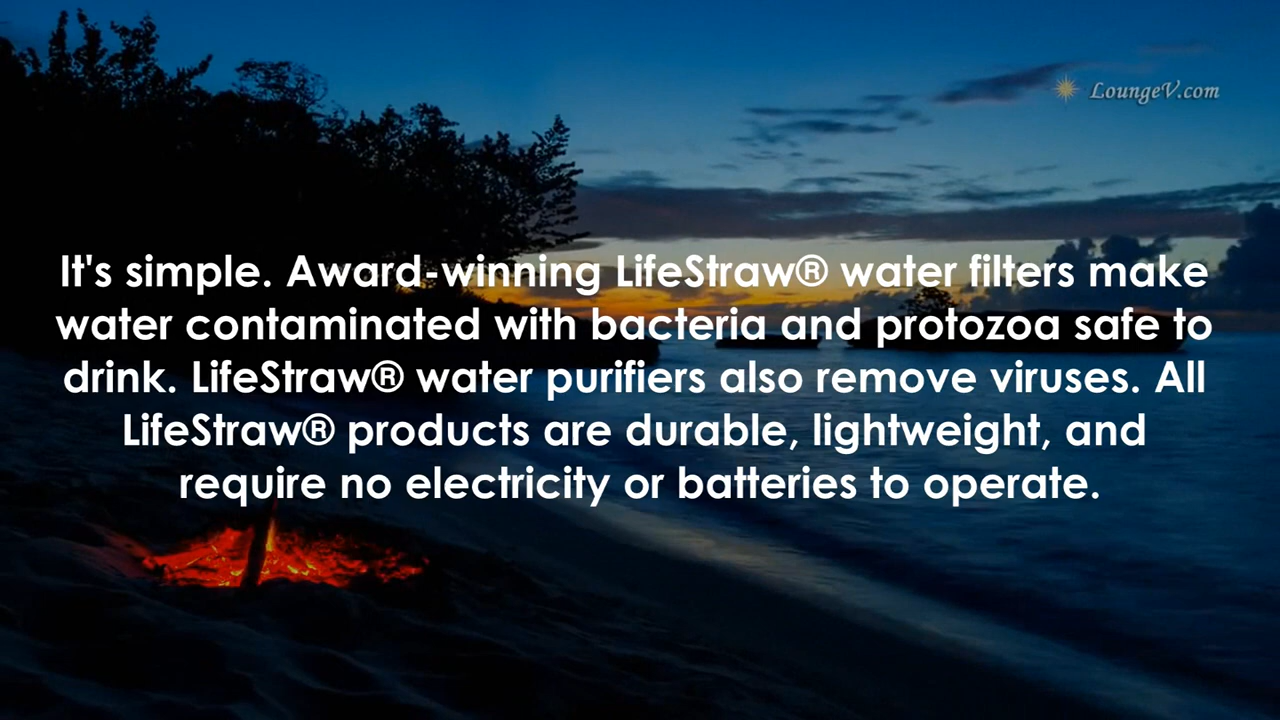 LoungeV.com
It's simple. Award-winning LifeStraw® water filters make
water contaminated with bacteria and protozoa safe to
drink. LifeStraw® water purifiers also remove viruses. All
LifeStraw® products are durable, lightweight, and
require no electricity or batteries to operate.